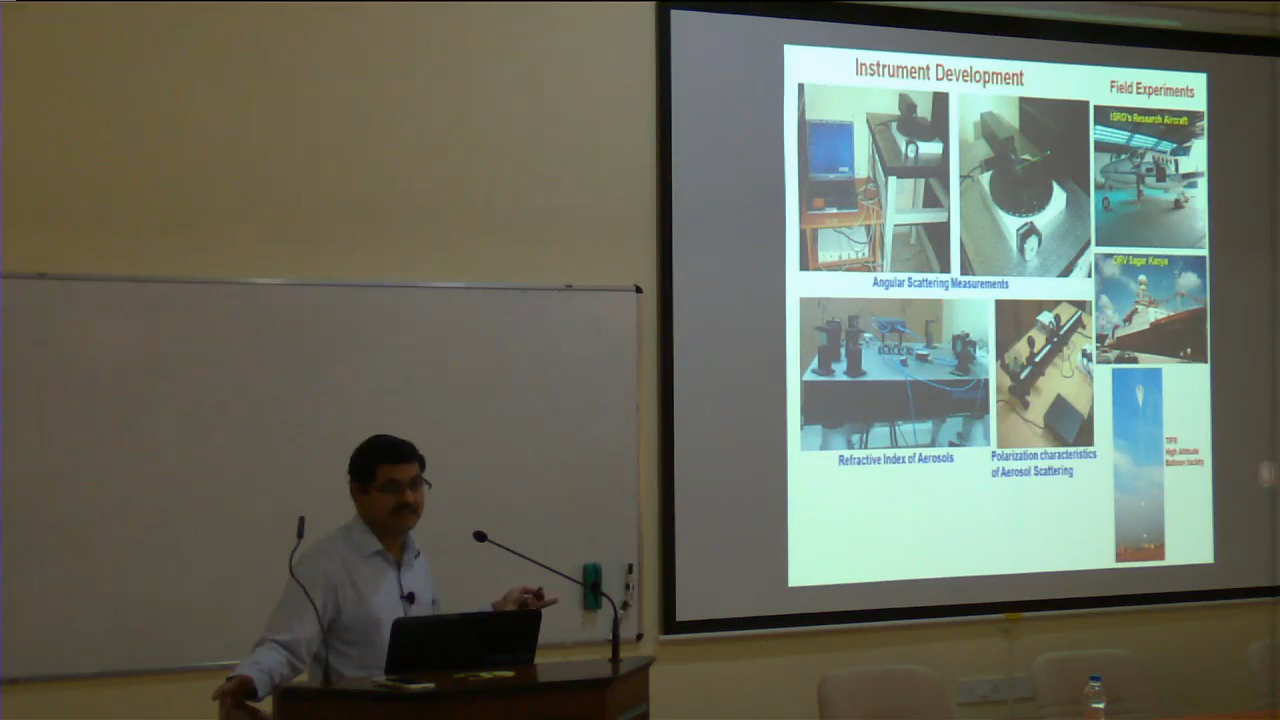 Instrument Development
Field Experiments
ISRO's Research Aircraft
ORV Sagar Kanya
Angular Scattering Measurements
Refractive Index of Aerosols
Polarization characteristics
of Aerosol Scattering
TIFR
High Altitude
Balloon facility